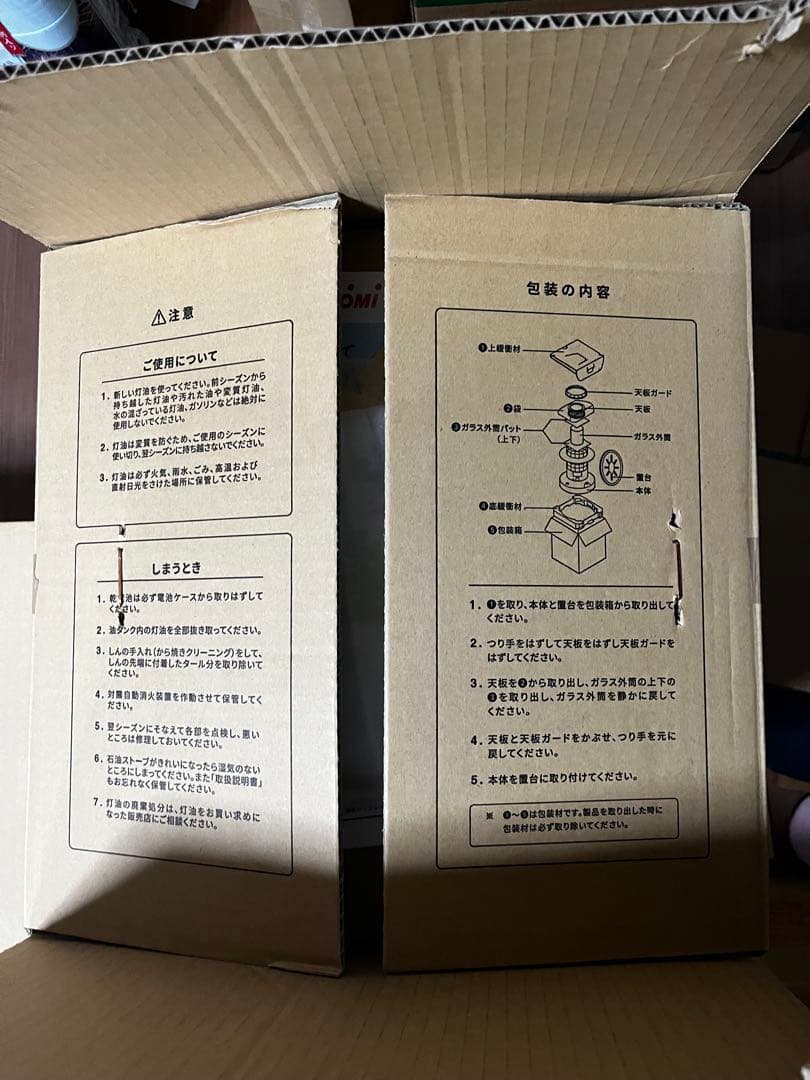 ⚠注意
ご使用について
1. 新しい灯油を使ってください。前シーズンから
持ち越した灯油や汚れた油や変質灯油、
水の混ざっている灯油、ガソリンなどは絶対に
使用しないでください。
2. 灯油は変質を防ぐため、ご使用のシーズンに
使い切り、翌シーズンに持ち越さないでください。
3. 灯油は必ず火気、雨水、ごみ、高温および
直射日光をさけた場所に保管してください。
しまうとき
1. 乾電池は必ず電池ケースから取りはずして
ください。
2. 油タンク内の灯油を全部抜き取ってください。
3. しんの手入れ(から焼きクリーニング)をして、
しんの先端に付着したタール分を取り除いて
ください。
4. 対震自動消火装置を作動させて保管してく
ださい。
5. 翌シーズンにそなえて各部を点検し、悪い
ところは修理しておいてください。
6. 石油ストーブがきれいになったら湿気のない
ところにしまってください。また「取扱説明書」
もお忘れなく保管してください。
7. 灯油の廃棄処分は、灯油をお買い求めに
なった販売店にご相談ください。
OMI
て
包装の内容
❶上緩衝材
天板ガード
❷袋
天板
❸ガラス外筒パット
(上下)
ガラス外筒
置台
本体
❹底緩衝材
❺包装箱
1. ❶を取り、本体と置台を包装箱から取り出して
ください。
2. つり手をはずして天板をはずし天板ガードを
はずしてください。
3. 天板を❷から取り出し、ガラス外筒の上下の
❸を取り出し、ガラス外筒を静かに戻して
ください。
4. 天板と天板ガードをかぶせ、つり手を元に
戻してください。
5. 本体を置台に取り付けてください。
※ ❶〜❺は包装材です。製品を取り出した時に
包装材は必ず取り除いてください。